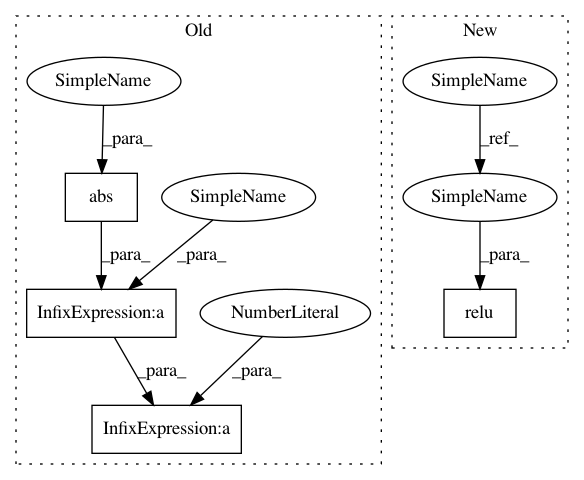 Old
New
SimpleName
SimpleName
_para_
_ref_
abs
SimpleName
SimpleName
_para_
_para_
_para_
InfixExpression:a
NumberLiteral
relu
_para_
_para_
InfixExpression:a